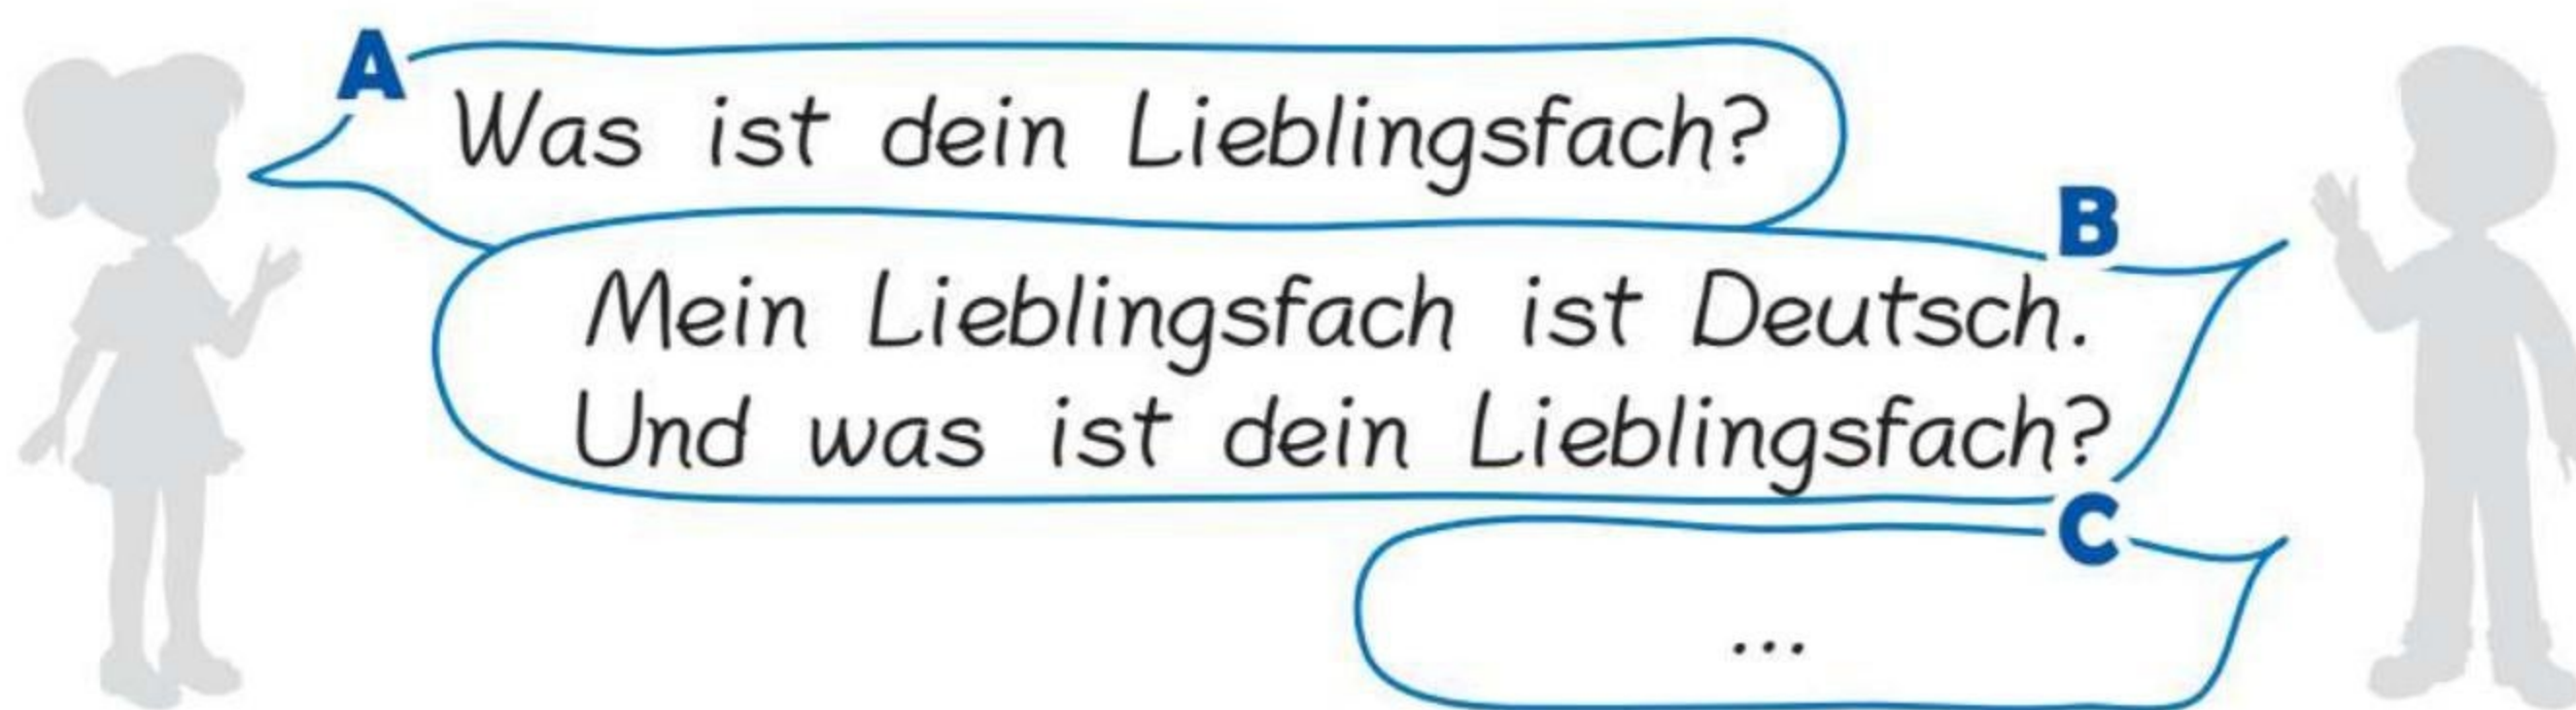 A
Was ist dein Lieblingsfach?
B
Mein Lieblingsfach ist Deutsch.
Und was ist dein Lieblingsfach?
C
...